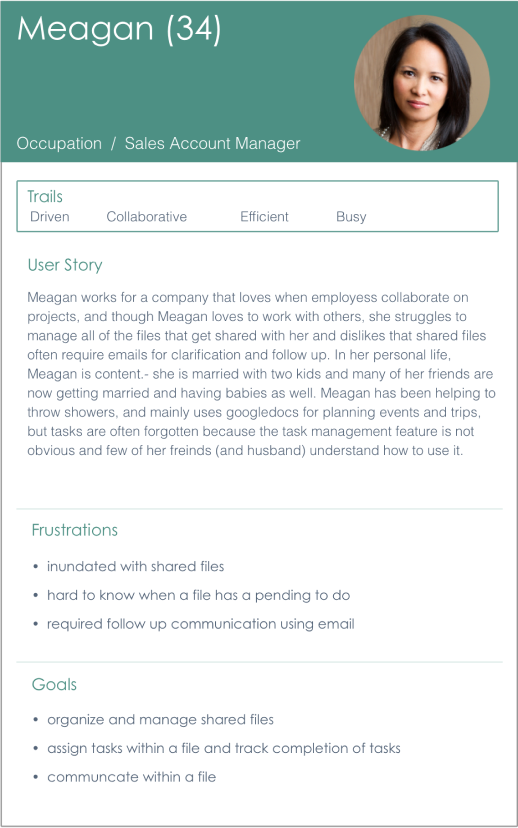 Meagan (34)
Occupation / Sales Account Manager
Trails
Driven Collaborative Efficient Busy
User Story
Meagan works for a company that loves when employess collaborate on
projects, and though Meagan loves to work with others, she struggles to
manage all of the files that get shared with her and dislikes that shared files
often require emails for clarification and follow up. In her personal life,
Meagan is content.- she is married with two kids and many of her friends are
now getting married and having babies as well. Meagan has been helping to
throw showers, and mainly uses googledocs for planning events and trips,
but tasks are often forgotten because the task management feature is not
obvious and few of her freinds (and husband) understand how to use it.
Frustrations
• inundated with shared files
• hard to know when a file has a pending to do
• required follow up communication using email
Goals
• organize and manage shared files
• assign tasks within a file and track completion of tasks
• communcate within a file